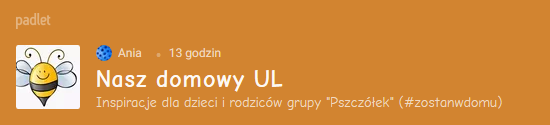 padlet
Ania • 13 godzin
Nasz domowy UL
Inspiracje dla dzieci i rodziców grupy "Pszczółek" (#zostanwdomu)